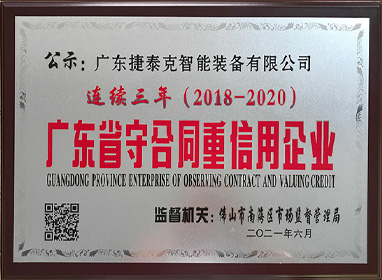 公示：广东捷泰克智能装备有限公司
连续三年（2018-2020）
广东省守合同重信用企业
GUANGDONG PROVINCE ENTERPRISE OF OBSERVING CONTRACT AND VALUING CREDIT
监督机关：佛山市南海区市场监督管理局
二〇二一年六月